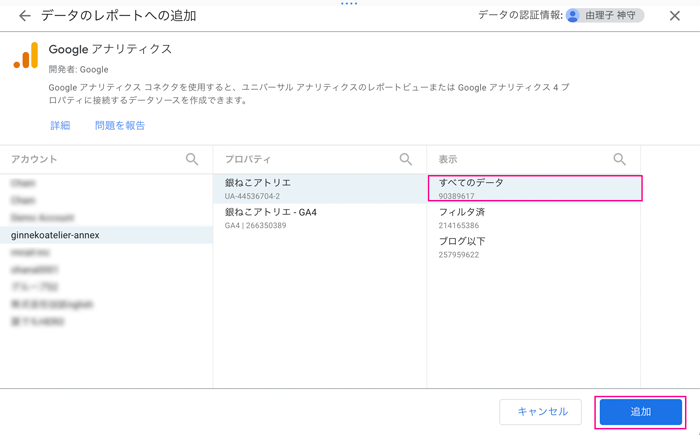 データのレポートへの追加
データの認証情報: 由理子 神守
Google アナリティクス
開発者: Google
Google アナリティクス コネクタを使用すると、ユニバーサル アナリティクスのレポートビューまたは Google アナリティクス 4 プ
ロパティに接続するデータソースを作成できます。
詳細 問題を報告
アカウント
ginnekoatelier-annex
プロパティ
銀ねこアトリエ
UA-44536704-2
銀ねこアトリエ - GA4
GA4 | 266350389
表示
すべてのデータ
90389617
フィルタ済
214165386
ブログ以下
257959622
キャンセル 追加